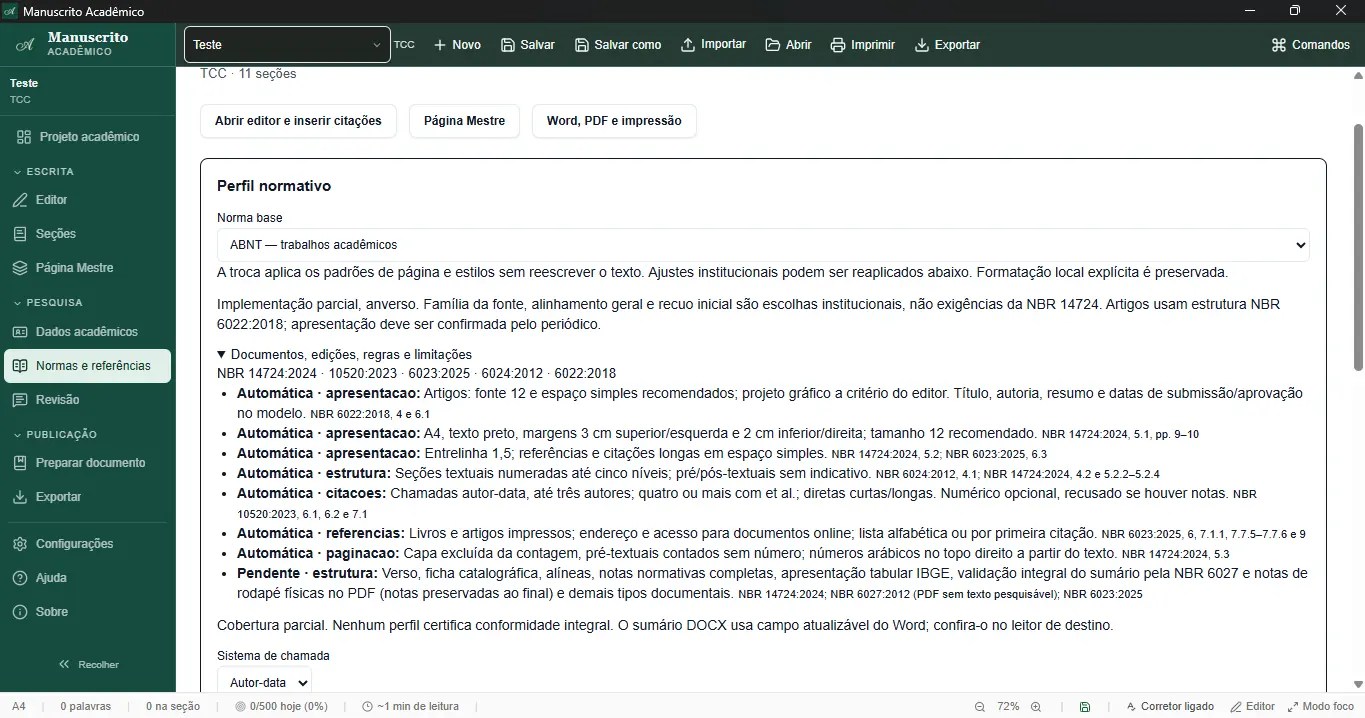 Manuscrito Acadêmico
Manuscrito
ACADÊMICO
Teste
TCC
Novo
Salvar
Salvar como
Importar
Abrir
Imprimir
Exportar
Comandos
Teste
TCC
Projeto acadêmico
ESCRITA
Editor
Seções
Página Mestre
PESQUISA
Dados acadêmicos
Normas e referências
Revisão
PUBLICAÇÃO
Preparar documento
Exportar
Configurações
Ajuda
Sobre
Recolher
TCC · 11 seções
Abrir editor e inserir citações
Página Mestre
Word, PDF e impressão
Perfil normativo
Norma base
ABNT — trabalhos acadêmicos
A troca aplica os padrões de página e estilos sem reescrever o texto. Ajustes institucionais podem ser reaplicados abaixo. Formatação local explícita é preservada.
Implementação parcial, anverso. Família da fonte, alinhamento geral e recuo inicial são escolhas institucionais, não exigências da NBR 14724. Artigos usam estrutura NBR
6022:2018; apresentação deve ser confirmada pelo periódico.
▼ Documentos, edições, regras e limitações
NBR 14724:2024 · 10520:2023 · 6023:2025 · 6024:2012 · 6022:2018
• Automática · apresentacao: Artigos: fonte 12 e espaço simples recomendados; projeto gráfico a critério do editor. Título, autoria, resumo e datas de submissão/aprovação
no modelo. NBR 6022:2018, 4 e 6.1
• Automática · apresentacao: A4, texto preto, margens 3 cm superior/esquerda e 2 cm inferior/direita; tamanho 12 recomendado. NBR 14724:2024, 5.1, pp. 9–10
• Automática · apresentacao: Entrelinha 1,5; referências e citações longas em espaço simples. NBR 14724:2024, 5.2; NBR 6023:2025, 6.3
• Automática · estrutura: Seções textuais numeradas até cinco níveis; pré/pós-textuais sem indicativo. NBR 6024:2012, 4.1; NBR 14724:2024, 4.2 e 5.2.2–5.2.4
• Automática · citacoes: Chamadas autor-data, até três autores; quatro ou mais com et al.; diretas curtas/longas. Numérico opcional, recusado se houver notas. NBR
10520:2023, 6.1, 6.2 e 7.1
• Automática · referencias: Livros e artigos impressos; endereço e acesso para documentos online; lista alfabética ou por primeira citação. NBR 6023:2025, 6, 7.1.1, 7.7.5–7.7.6 e 9
• Automática · paginacao: Capa excluída da contagem, pré-textuais contados sem número; números arábicos no topo direito a partir do texto. NBR 14724:2024, 5.3
• Pendente · estrutura: Verso, ficha catalográfica, alíneas, notas normativas completas, apresentação tabular IBGE, validação integral do sumário pela NBR 6027 e notas de
rodapé físicas no PDF (notas preservadas ao final) e demais tipos documentais. NBR 14724:2024; NBR 6027:2012 (PDF sem texto pesquisável); NBR 6023:2025
Cobertura parcial. Nenhum perfil certifica conformidade integral. O sumário DOCX usa campo atualizável do Word; confira-o no leitor de destino.
Sistema de chamada
Autor-data
A4
0 palavras
0 na seção
0/500 hoje (0%)
~1 min de leitura
72%
Corretor ligado
Editor
Modo foco